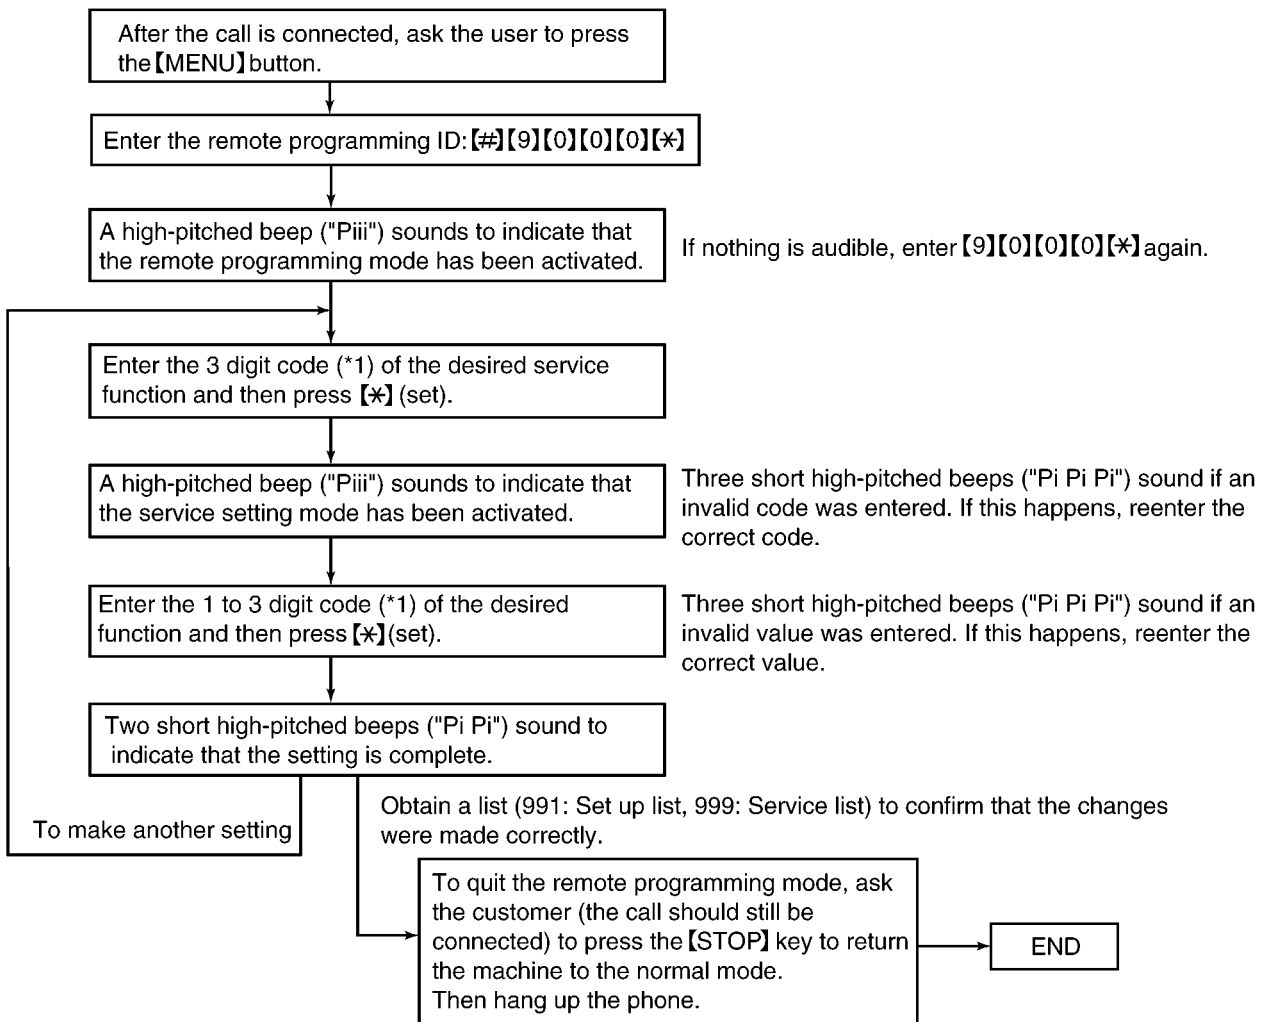 After the call is connected, ask the user to press
the【MENU】button.
Enter the remote programming ID:【#】【9】【0】【0】【0】【*】
A high-pitched beep ("Piii") sounds to indicate that
the remote programming mode has been activated.
If nothing is audible, enter【9】【0】【0】【0】【*】again.
Enter the 3 digit code (*1) of the desired service
function and then press 【*】 (set).
A high-pitched beep ("Piii") sounds to indicate that
the service setting mode has been activated.
Three short high-pitched beeps ("Pi Pi Pi") sound if an
invalid code was entered. If this happens, reenter the
correct code.
Enter the 1 to 3 digit code (*1) of the desired
function and then press【*】(set).
Three short high-pitched beeps ("Pi Pi Pi") sound if an
invalid value was entered. If this happens, reenter the
correct value.
Two short high-pitched beeps ("Pi Pi") sound to
indicate that the setting is complete.
To make another setting
Obtain a list (991: Set up list, 999: Service list) to confirm that the changes
were made correctly.
To quit the remote programming mode, ask
the customer (the call should still be
connected) to press the【STOP】key to return
the machine to the normal mode.
Then hang up the phone.
END